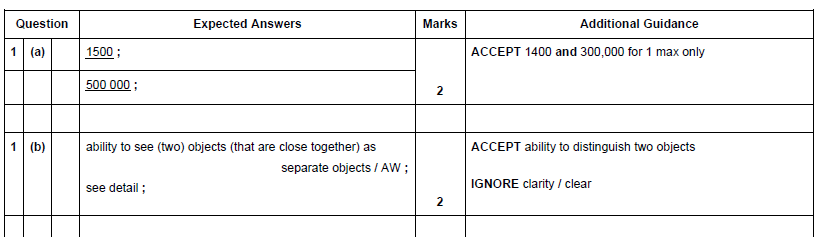 Question Expected Answers Marks Additional Guidance
1 (a) 1500 ; ACCEPT 1400 and 300,000 for 1 max only
500 000 ; 2
1 (b) ability to see (two) objects (that are close together) as ACCEPT ability to distinguish two objects
separate objects / AW ;
see detail ; IGNORE clarity / clear
2